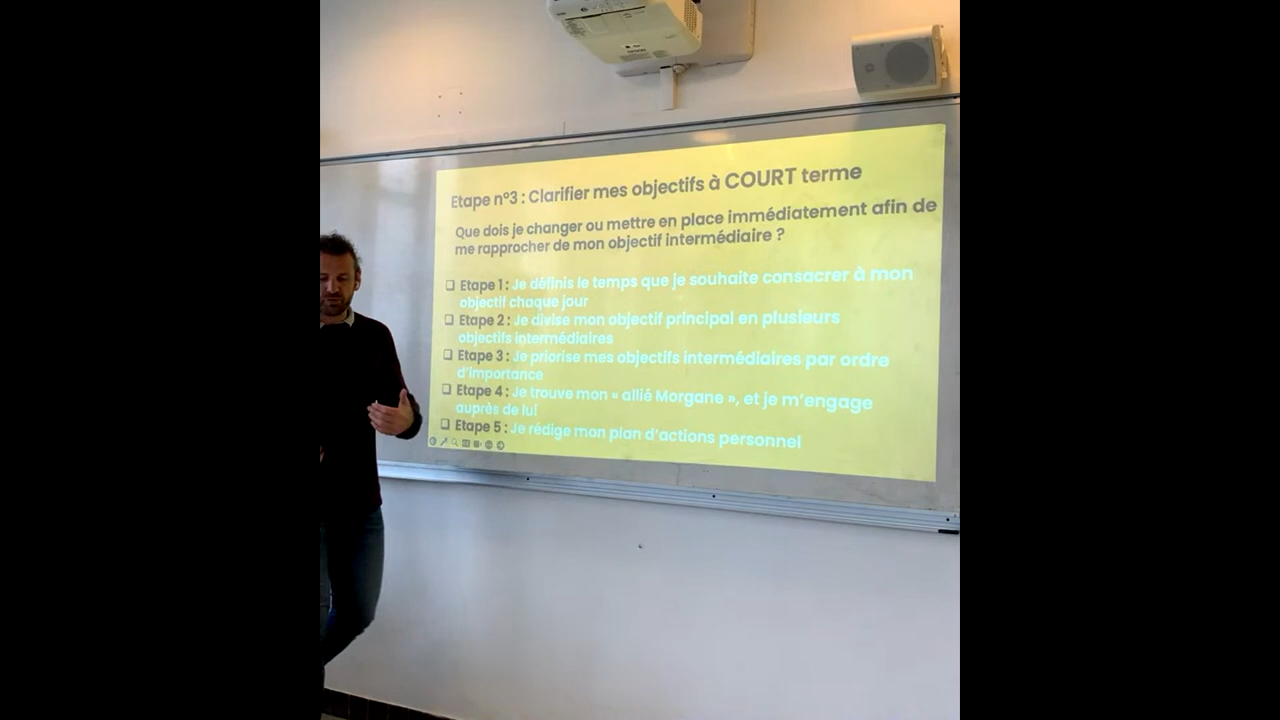 Etape n°3 : Clarifier mes objectifs à COURT terme
Que dois je changer ou mettre en place immédiatement afin de
me rapprocher de mon objectif intermédiaire ?
Etape 1 : Je définis le temps que je souhaite consacrer à mon
objectif chaque jour
Etape 2 : Je divise mon objectif principal en plusieurs
objectifs intermédiaires
Etape 3 : Je priorise mes objectifs intermédiaires par ordre
d'importance
Etape 4 : Je trouve mon « allié Morgane », et je m'engage
auprès de lui
Etape 5 : Je rédige mon plan d'actions personnel